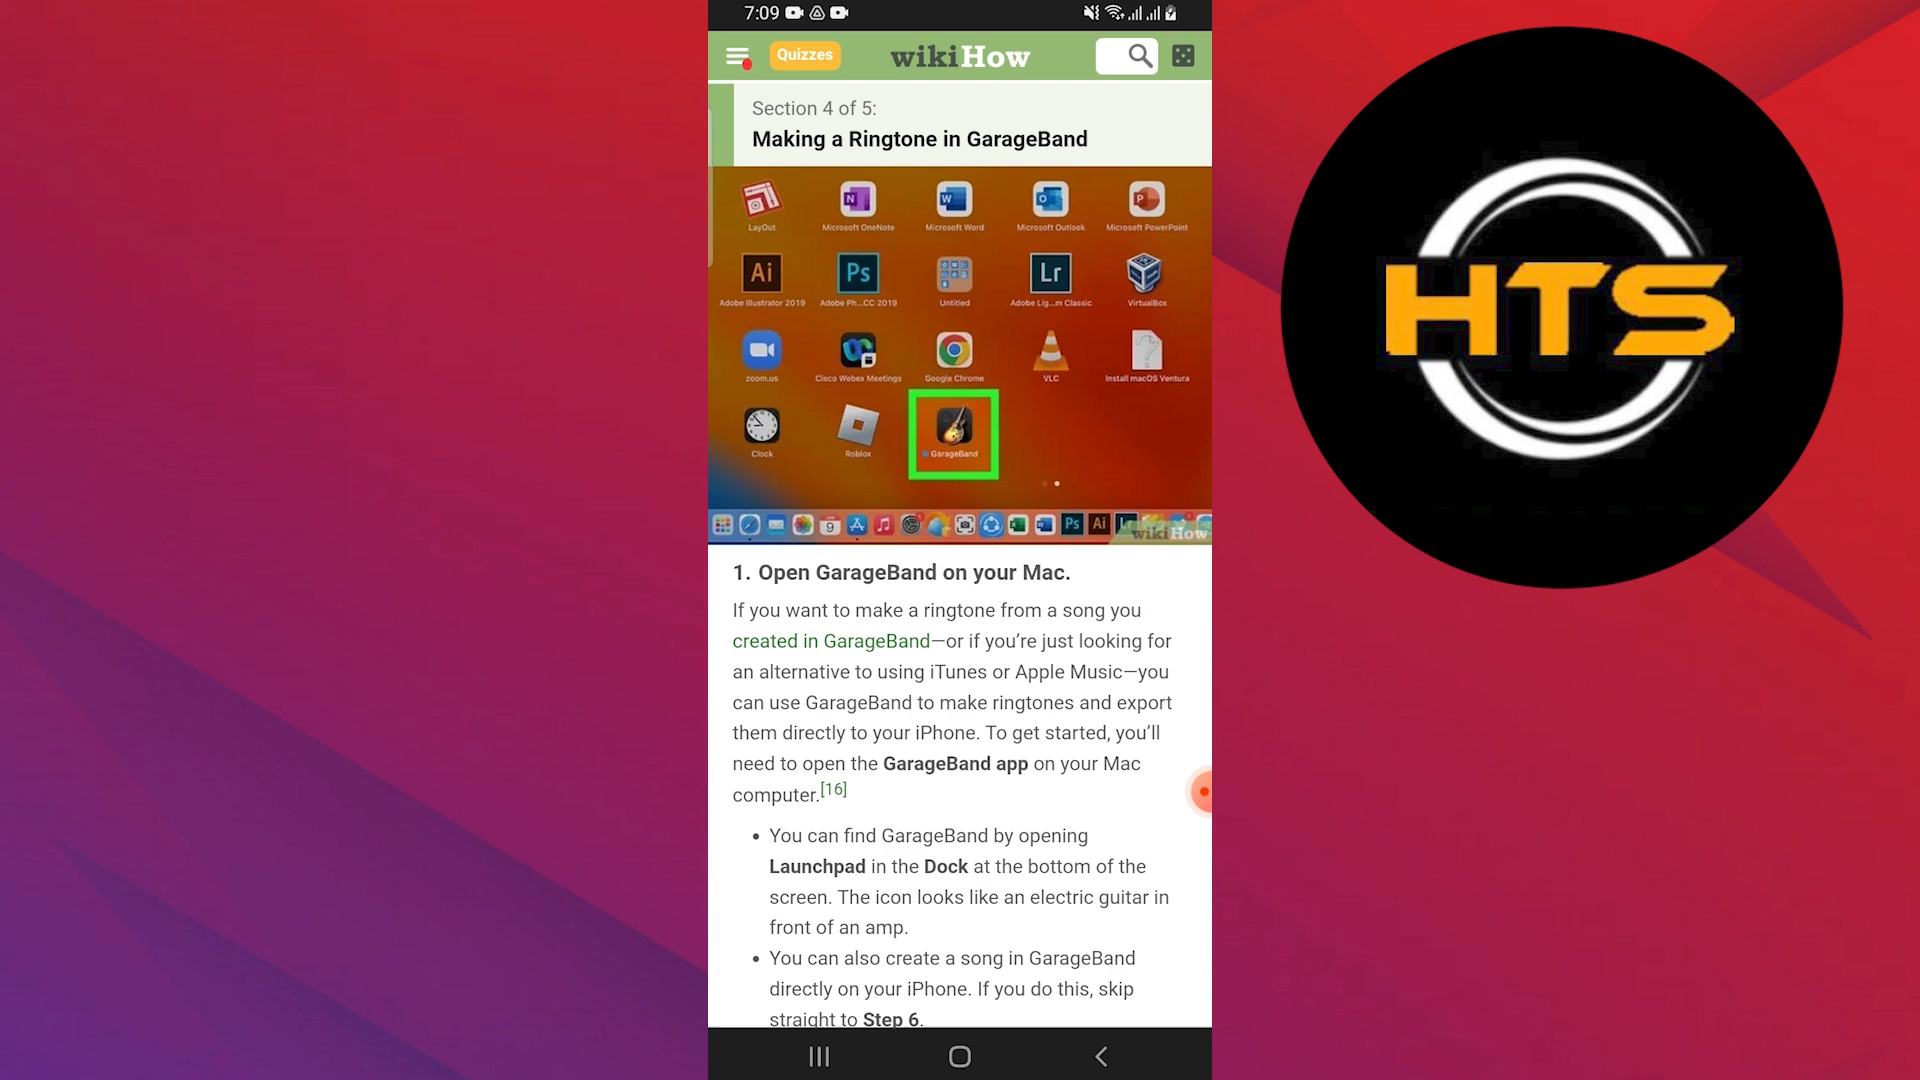 7:09
Quizzes
wikiHow
Section 4 of 5:
Making a Ringtone in GarageBand
LayOut
Microsoft OneNote
Microsoft Word
Microsoft Outlook
Microsoft PowerPoint
Adobe Illustrator 2019
Adobe Ph...CC 2019
Untitled
Adobe Lig...m Classic
VirtualBox
zoom.us
Cisco Webex Meetings
Google Chrome
VLC
Install macOS Ventura
Clock
Roblox
GarageBand
wikiHow
1. Open GarageBand on your Mac.
If you want to make a ringtone from a song you
created in GarageBand—or if you’re just looking for
an alternative to using iTunes or Apple Music—you
can use GarageBand to make ringtones and export
them directly to your iPhone. To get started, you’ll
need to open the GarageBand app on your Mac
computer.[16]
• You can find GarageBand by opening
Launchpad in the Dock at the bottom of the
screen. The icon looks like an electric guitar in
front of an amp.
• You can also create a song in GarageBand
directly on your iPhone. If you do this, skip
straight to Step 6.
HTS